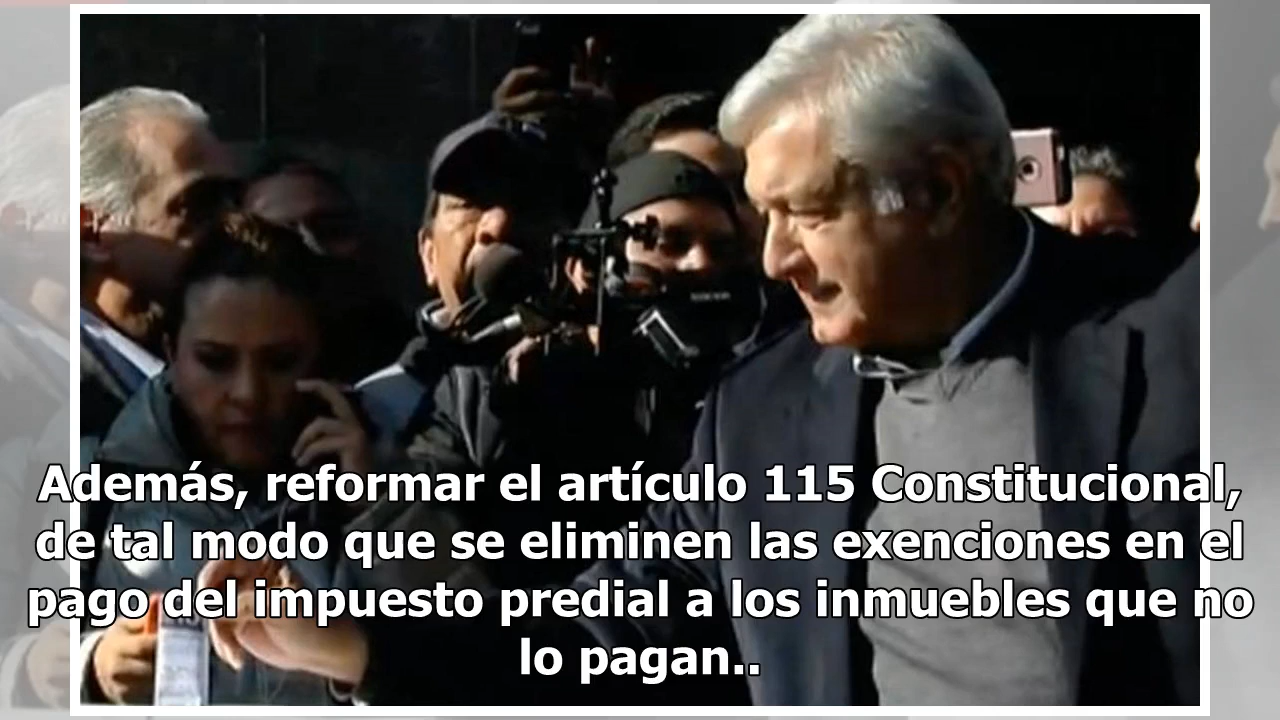 Además, reformar el artículo 115 Constitucional,
de tal modo que se eliminen las exenciones en el
pago del impuesto predial a los inmuebles que no
lo pagan..